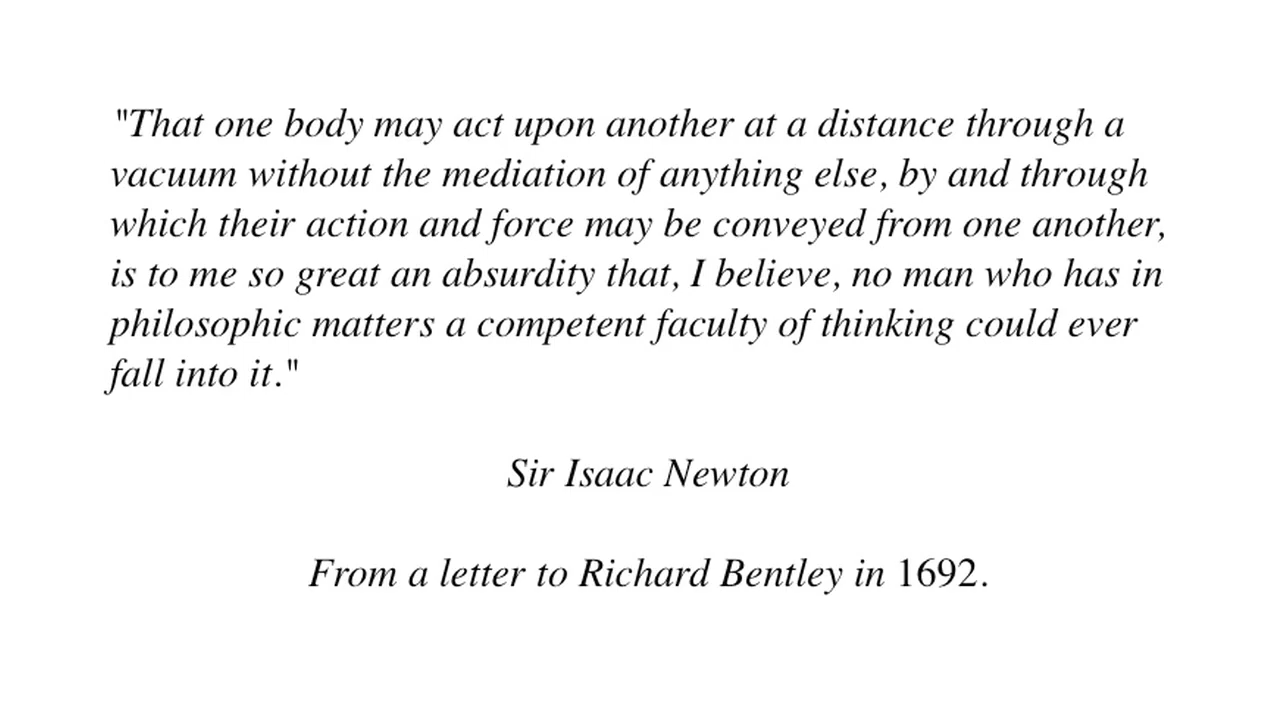 "That one body may act upon another at a distance through a
vacuum without the mediation of anything else, by and through
which their action and force may be conveyed from one another,
is to me so great an absurdity that, I believe, no man who has in
philosophic matters a competent faculty of thinking could ever
fall into it."
Sir Isaac Newton
From a letter to Richard Bentley in 1692.